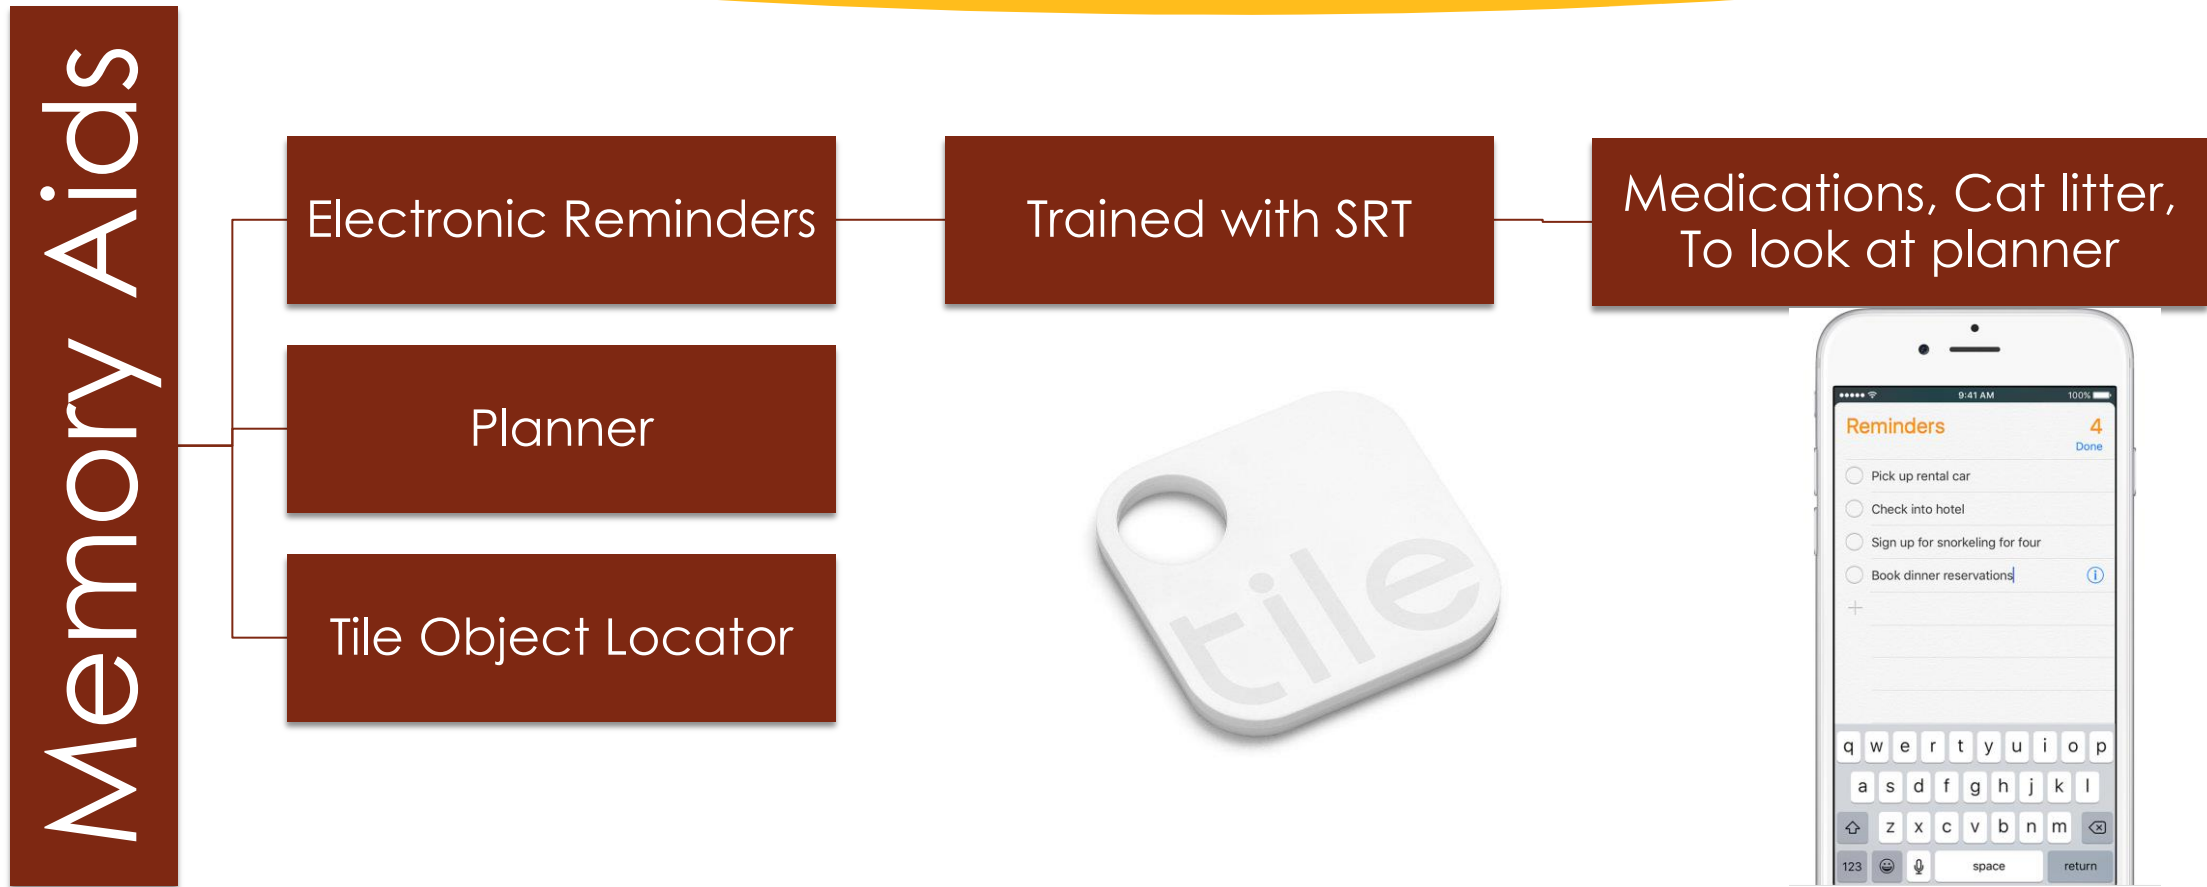 Memory Aids
Electronic Reminders
Trained with SRT
Medications, Cat litter,
To look at planner
Planner
Tile Object Locator
tile
9:41 AM
100%
Reminders
4
Done
Pick up rental car
Check into hotel
Sign up for snorkeling for four
Book dinner reservations
q w e r t y u i o p
a s d f g h j k l
z x c v b n m
123
space
return